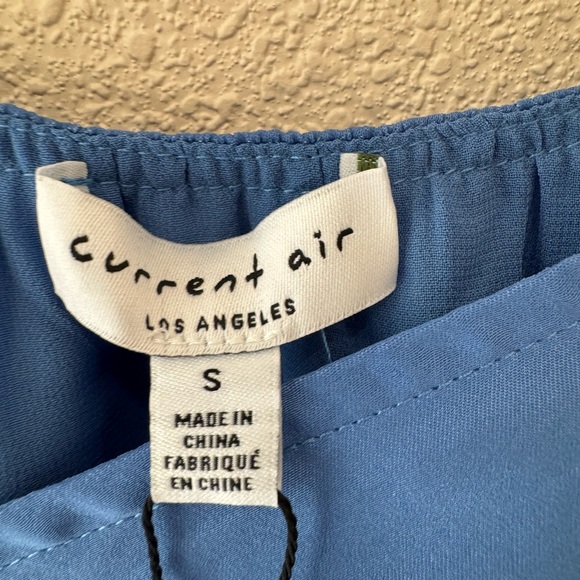 current air
LOS ANGELES
S
MADE IN
CHINA
FABRIQUÉ
EN CHINE